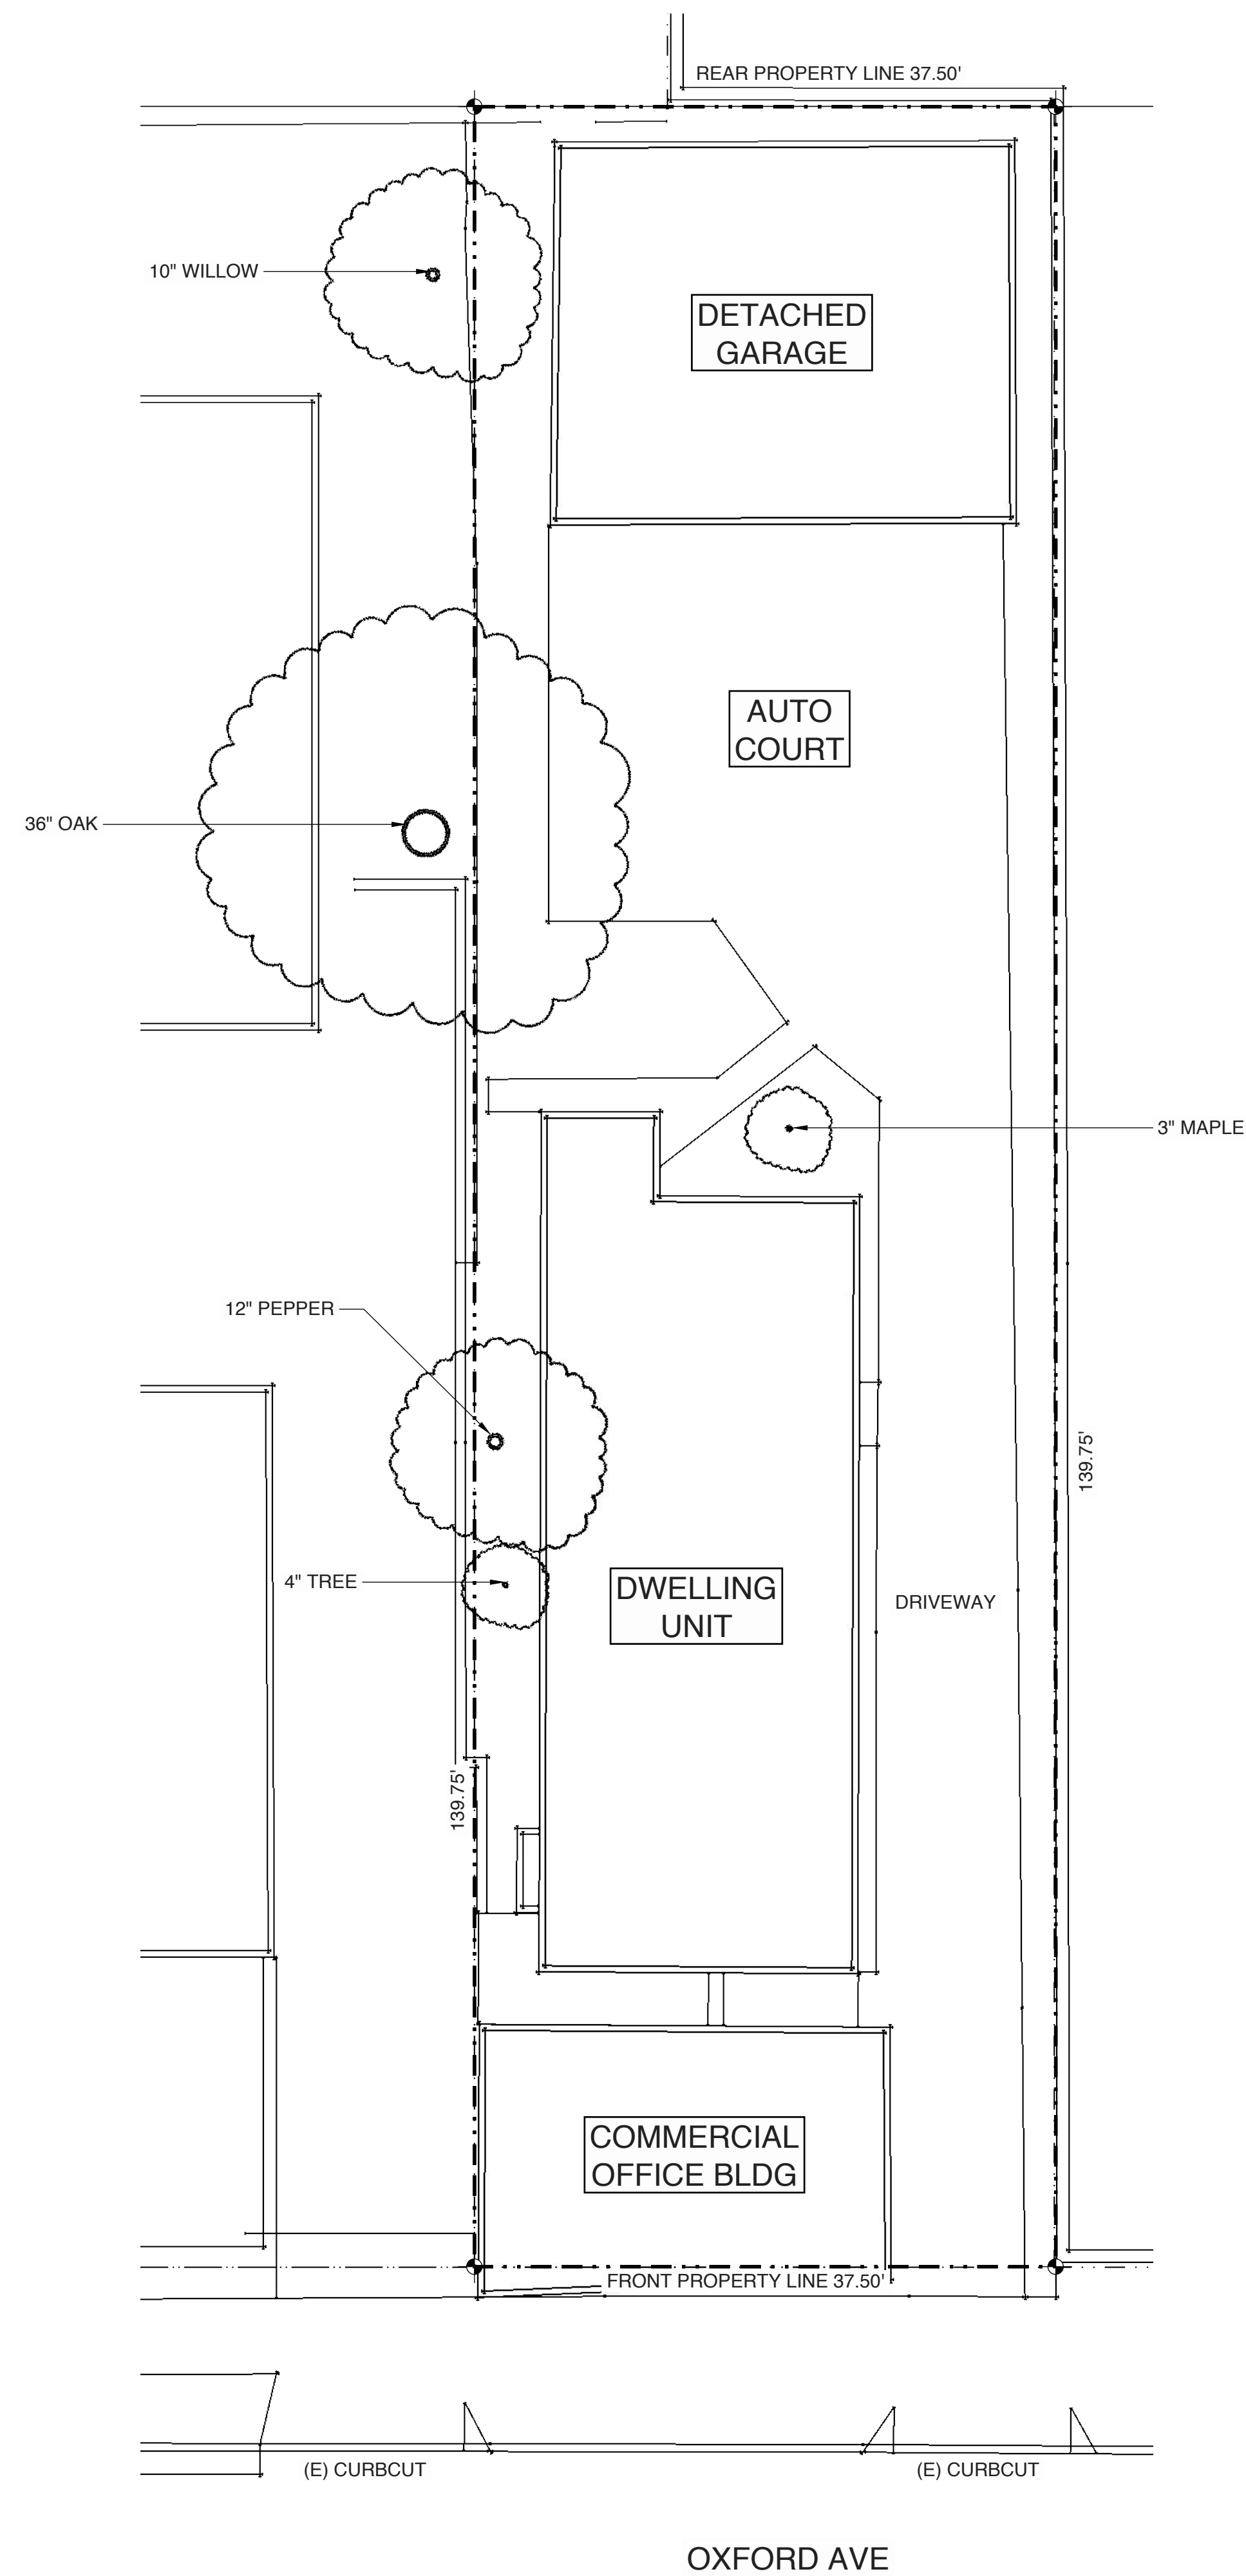 REAR PROPERTY LINE 37.50'
10" WILLOW
DETACHED
GARAGE
AUTO
COURT
36" OAK
3" MAPLE
12" PEPPER
139.75'
4" TREE
DWELLING
UNIT
DRIVEWAY
139.75'
COMMERCIAL
OFFICE BLDG
FRONT PROPERTY LINE 37.50'
(E) CURBCUT
(E) CURBCUT
OXFORD AVE